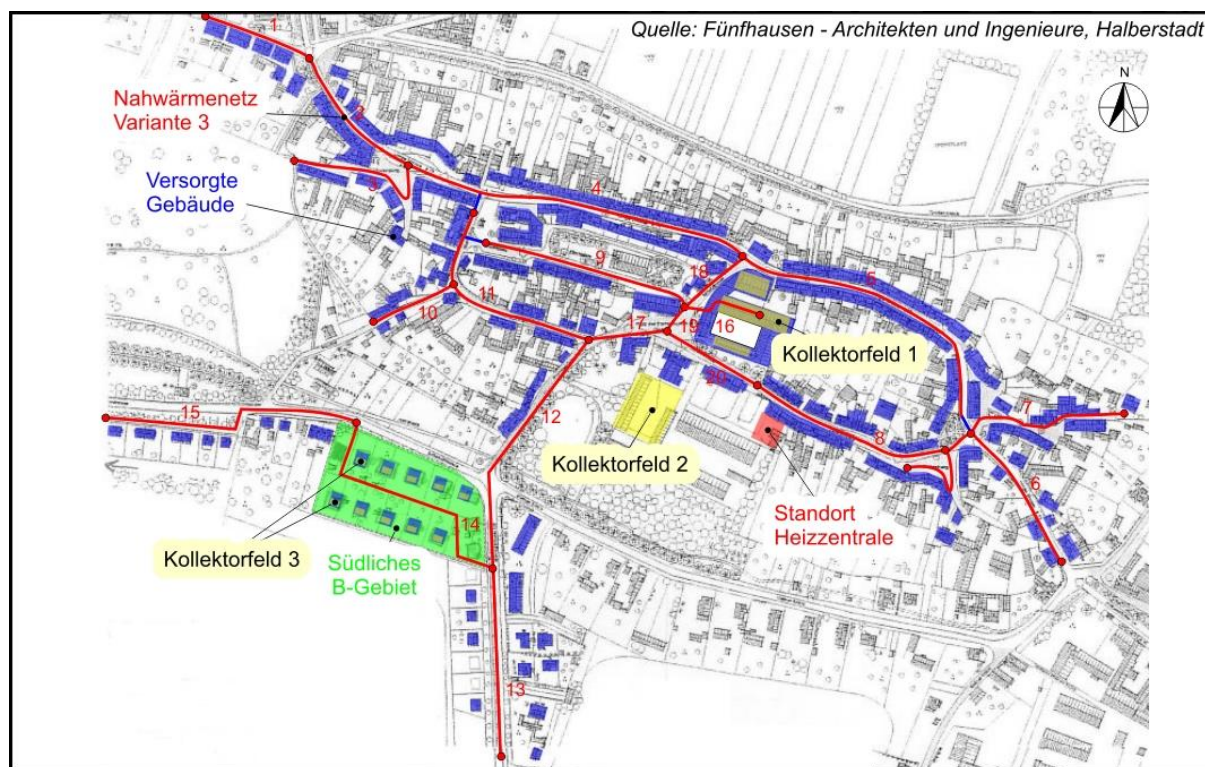 Quelle: Fünfhausen - Architekten und Ingenieure, Halberstadt
N
1
Nahwärmenetz
Variante 3
2
3
Versorgte
Gebäude
4
9
18
5
10
11
17
19
16
Kollektorfeld 1
20
12
15
7
8
6
Kollektorfeld 2
Standort
Heizzentrale
14
Kollektorfeld 3
Südliches
B-Gebiet
13